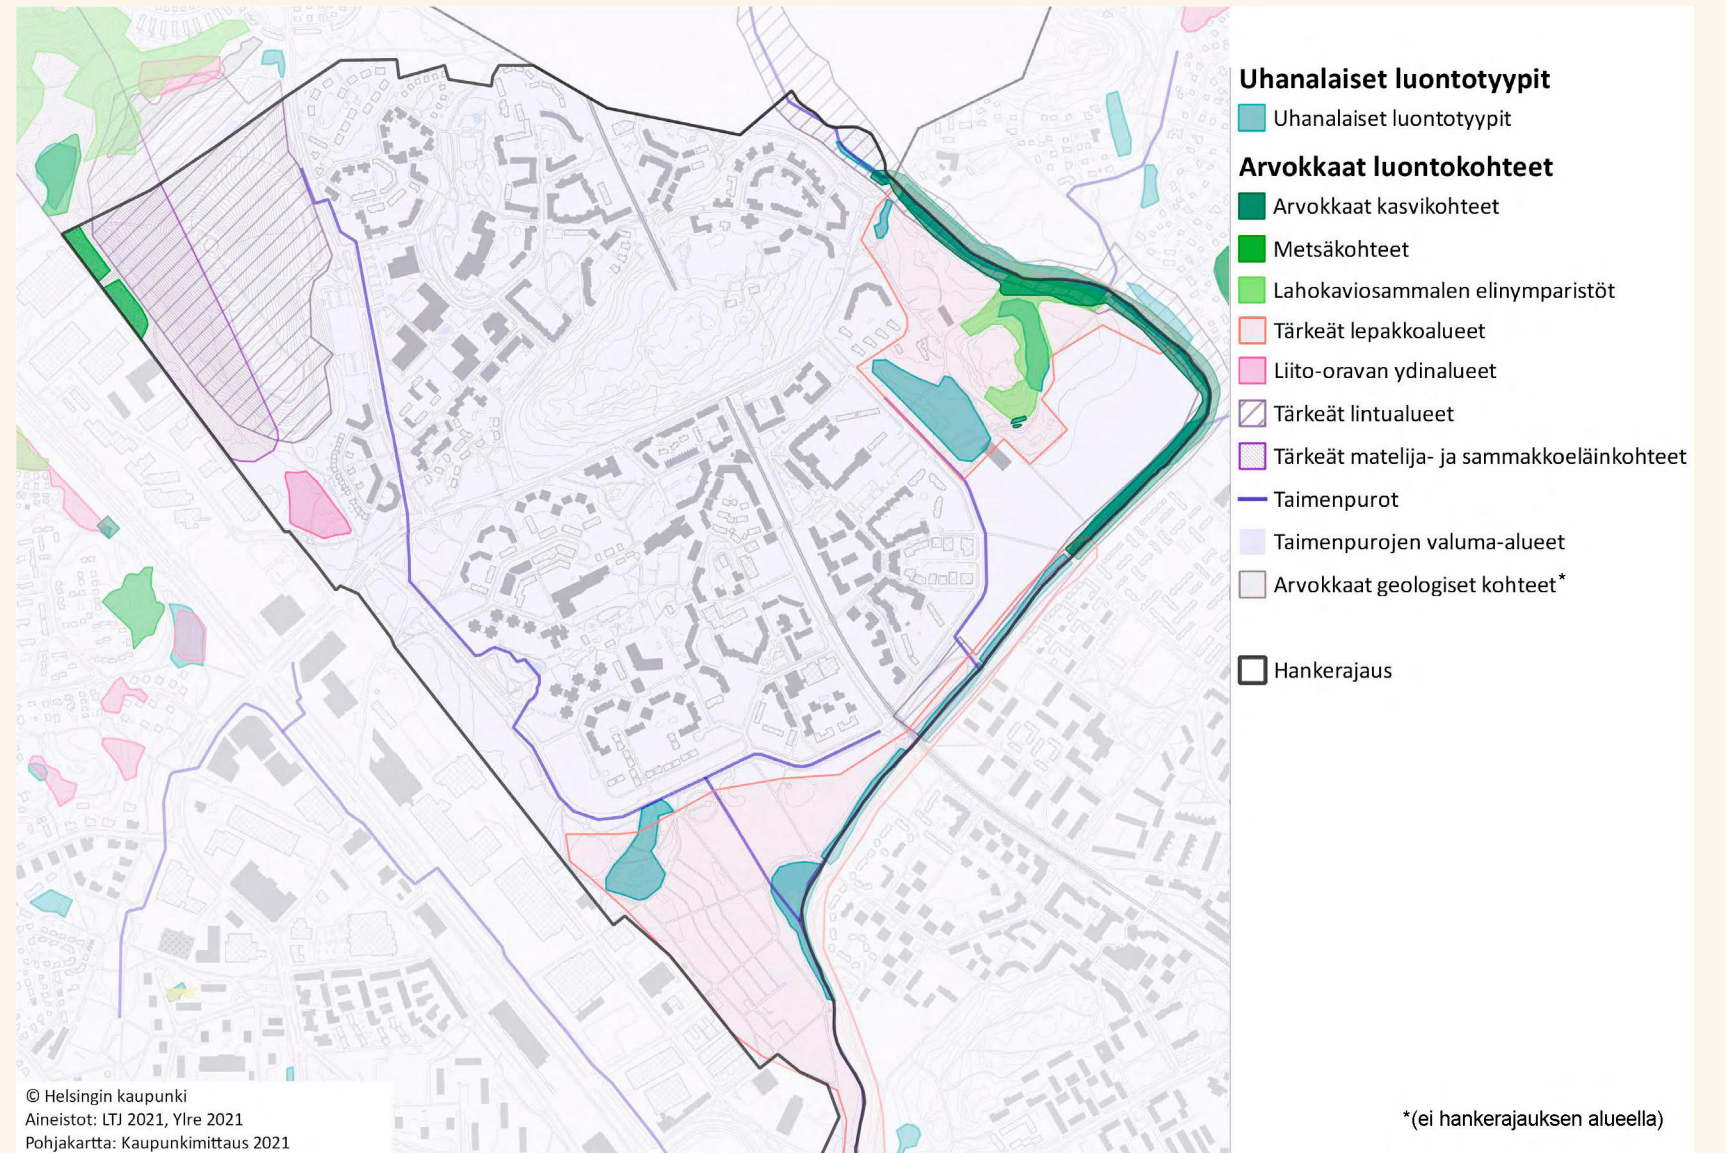 Uhanalaiset luontotyypit
Uhanalaiset luontotyypit
Arvokkaat luontokohteet
Arvokkaat kasvikohteet
Metsäkohteet
Lahokaviosammalen elinymparistöt
Tärkeät lepakkoalueet
Liito-oravan ydinalueet
Tärkeät lintualueet
Tärkeät matelija- ja sammakkoeläinkohteet
Taimenpurot
Taimenpurojen valuma-alueet
Arvokkaat geologiset kohteet*
Hankerajaus
© Helsingin kaupunki
Aineistot: LTJ 2021, Ylre 2021
Pohjakartta: Kaupunkimittaus 2021
*(ei hankerajauksen alueella)